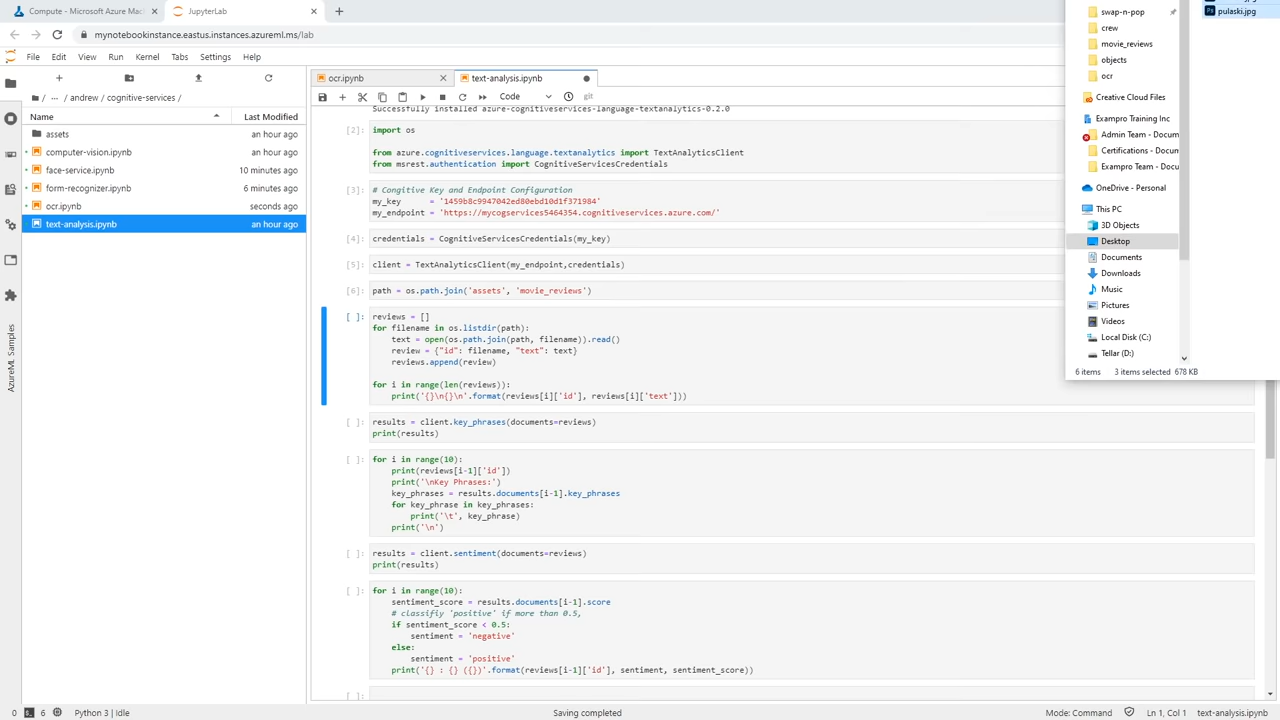 Compute - Microsoft Azure Mach
JupyterLab
mynotebookinstance.eastus.instances.azureml.ms/lab
File Edit View Run Kernel Tabs Settings Help
/ ... / andrew / cognitive-services /
Name Last Modified
assets an hour ago
computer-vision.ipynb an hour ago
face-service.ipynb 10 minutes ago
form-recognizer.ipynb 6 minutes ago
ocr.ipynb seconds ago
text-analysis.ipynb an hour ago
AzureML Samples
ocr.ipynb
text-analysis.ipynb
Code
git
Successfully installed azure-cognitiveservices-language-textanalytics-0.2.0
[2]: import os
from azure.cognitiveservices.language.textanalytics import TextAnalyticsClient
from msrest.authentication import CognitiveServicesCredentials
[3]: # Congitive Key and Endpoint Configuration
my_key = '1459b8c9947042ed80ebd10d1f371984'
my_endpoint = 'https://mycogservices5464354.cognitiveservices.azure.com/'
[4]: credentials = CognitiveServicesCredentials(my_key)
[5]: client = TextAnalyticsClient(my_endpoint,credentials)
[6]: path = os.path.join('assets', 'movie_reviews')
[ ]: reviews = []
for filename in os.listdir(path):
text = open(os.path.join(path, filename)).read()
review = {"id": filename, "text": text}
reviews.append(review)
for i in range(len(reviews)):
print('{}\n{}\n'.format(reviews[i]['id'], reviews[i]['text']))
[ ]: results = client.key_phrases(documents=reviews)
print(results)
[ ]: for i in range(10):
print(reviews[i-1]['id'])
print('\nKey Phrases:')
key_phrases = results.documents[i-1].key_phrases
for key_phrase in key_phrases:
print('\t', key_phrase)
print('\n')
[ ]: results = client.sentiment(documents=reviews)
print(results)
[ ]: for i in range(10):
sentiment_score = results.documents[i-1].score
# classifiy 'positive' if more than 0.5,
if sentiment_score < 0.5:
sentiment = 'negative'
else:
sentiment = 'positive'
print('{} : {} ({})'.format(reviews[i-1]['id'], sentiment, sentiment_score))
[ ]:
swap-n-pop
crew
movie_reviews
objects
ocr
Creative Cloud Files
Exampro Training Inc
Admin Team - Docum
Certifications - Docun
Exampro Team - Docu
OneDrive - Personal
This PC
3D Objects
Desktop
Documents
Downloads
Music
Pictures
Videos
Local Disk (C:)
Tellar (D:)
pulaski.jpg
6 items 3 items selected 678 KB
0 6 Python 3 | Idle Saving completed Mode: Command Ln 1, Col 1 text-analysis.ipynb